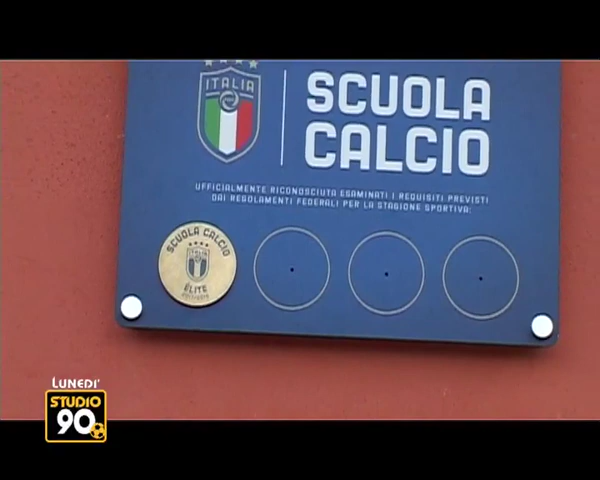 ITALIA
SCUOLA
CALCIO
UFFICIALMENTE RICONOSCIUTA ESAMINATI I REQUISITI PREVISTI
DAI REGOLAMENTI FEDERALI PER LA STAGIONE SPORTIVA:
SCUOLA CALCIO
ITALIA
ÉLITE
LUNEDI'
STUDIO
90